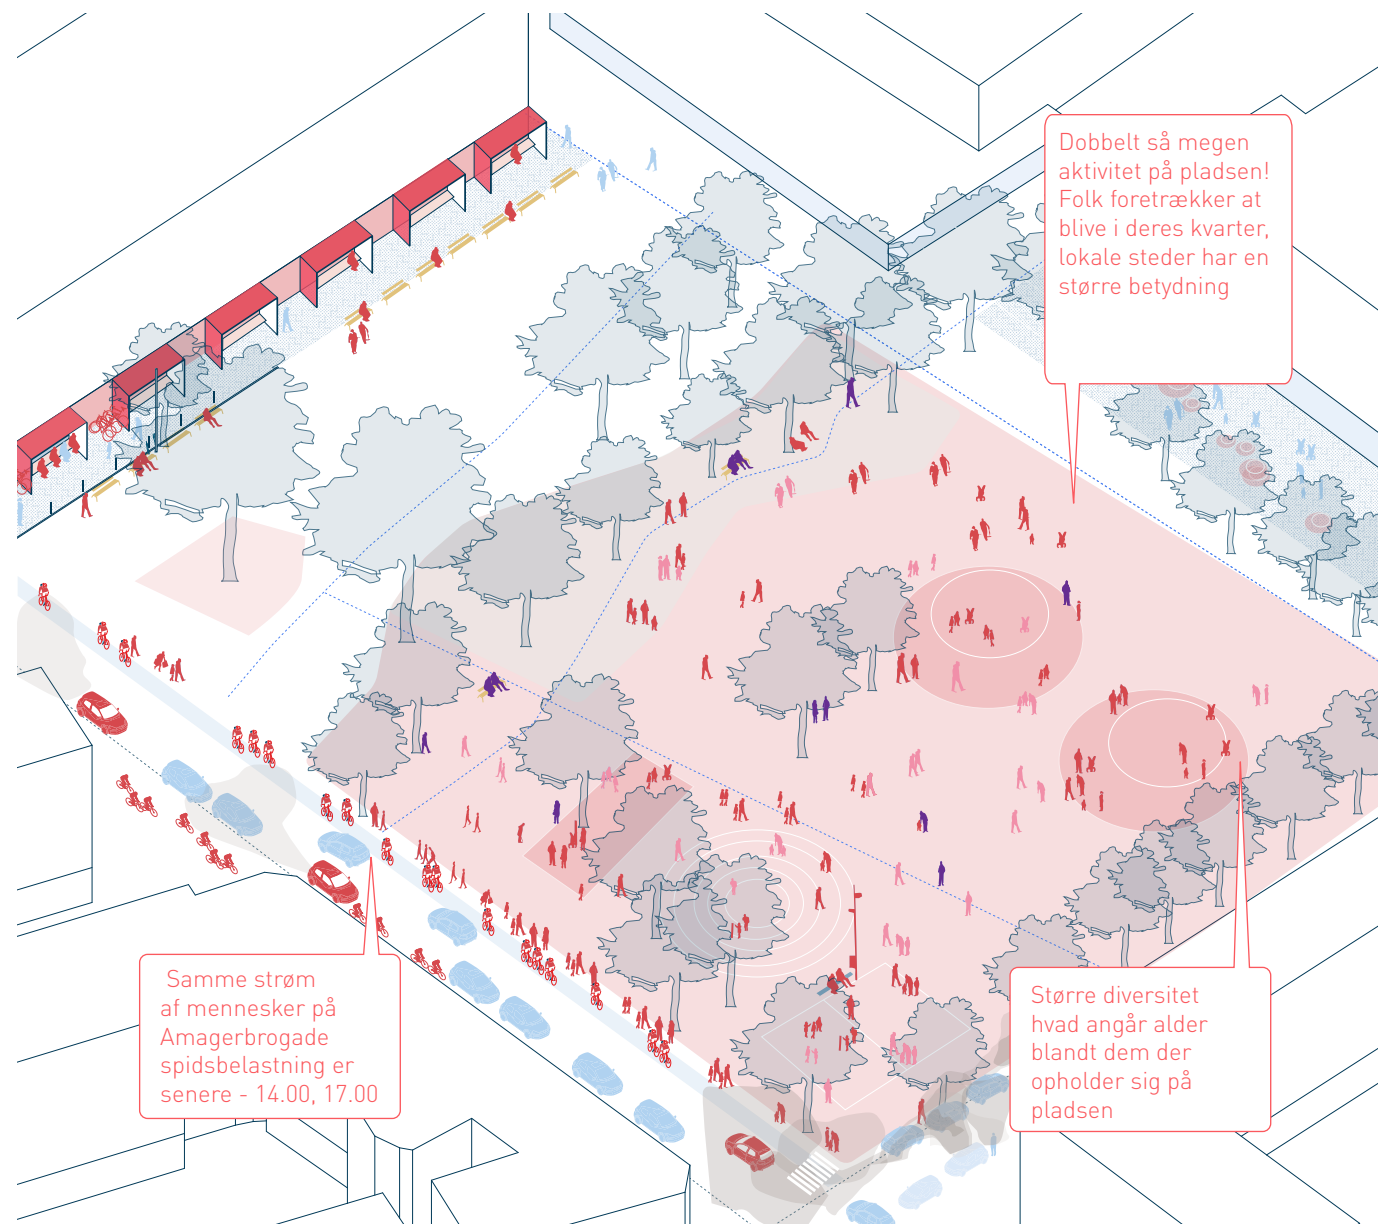 Dobbelt så megen
aktivitet på pladsen!
Folk foretrækker at
blive i deres kvarter,
lokale steder har en
større betydning
Samme strøm
af mennesker på
Amagerbrogade
spidsbelastning er
senere - 14.00, 17.00
Større diversitet
hvad angår alder
blandt dem der
opholder sig på
pladsen